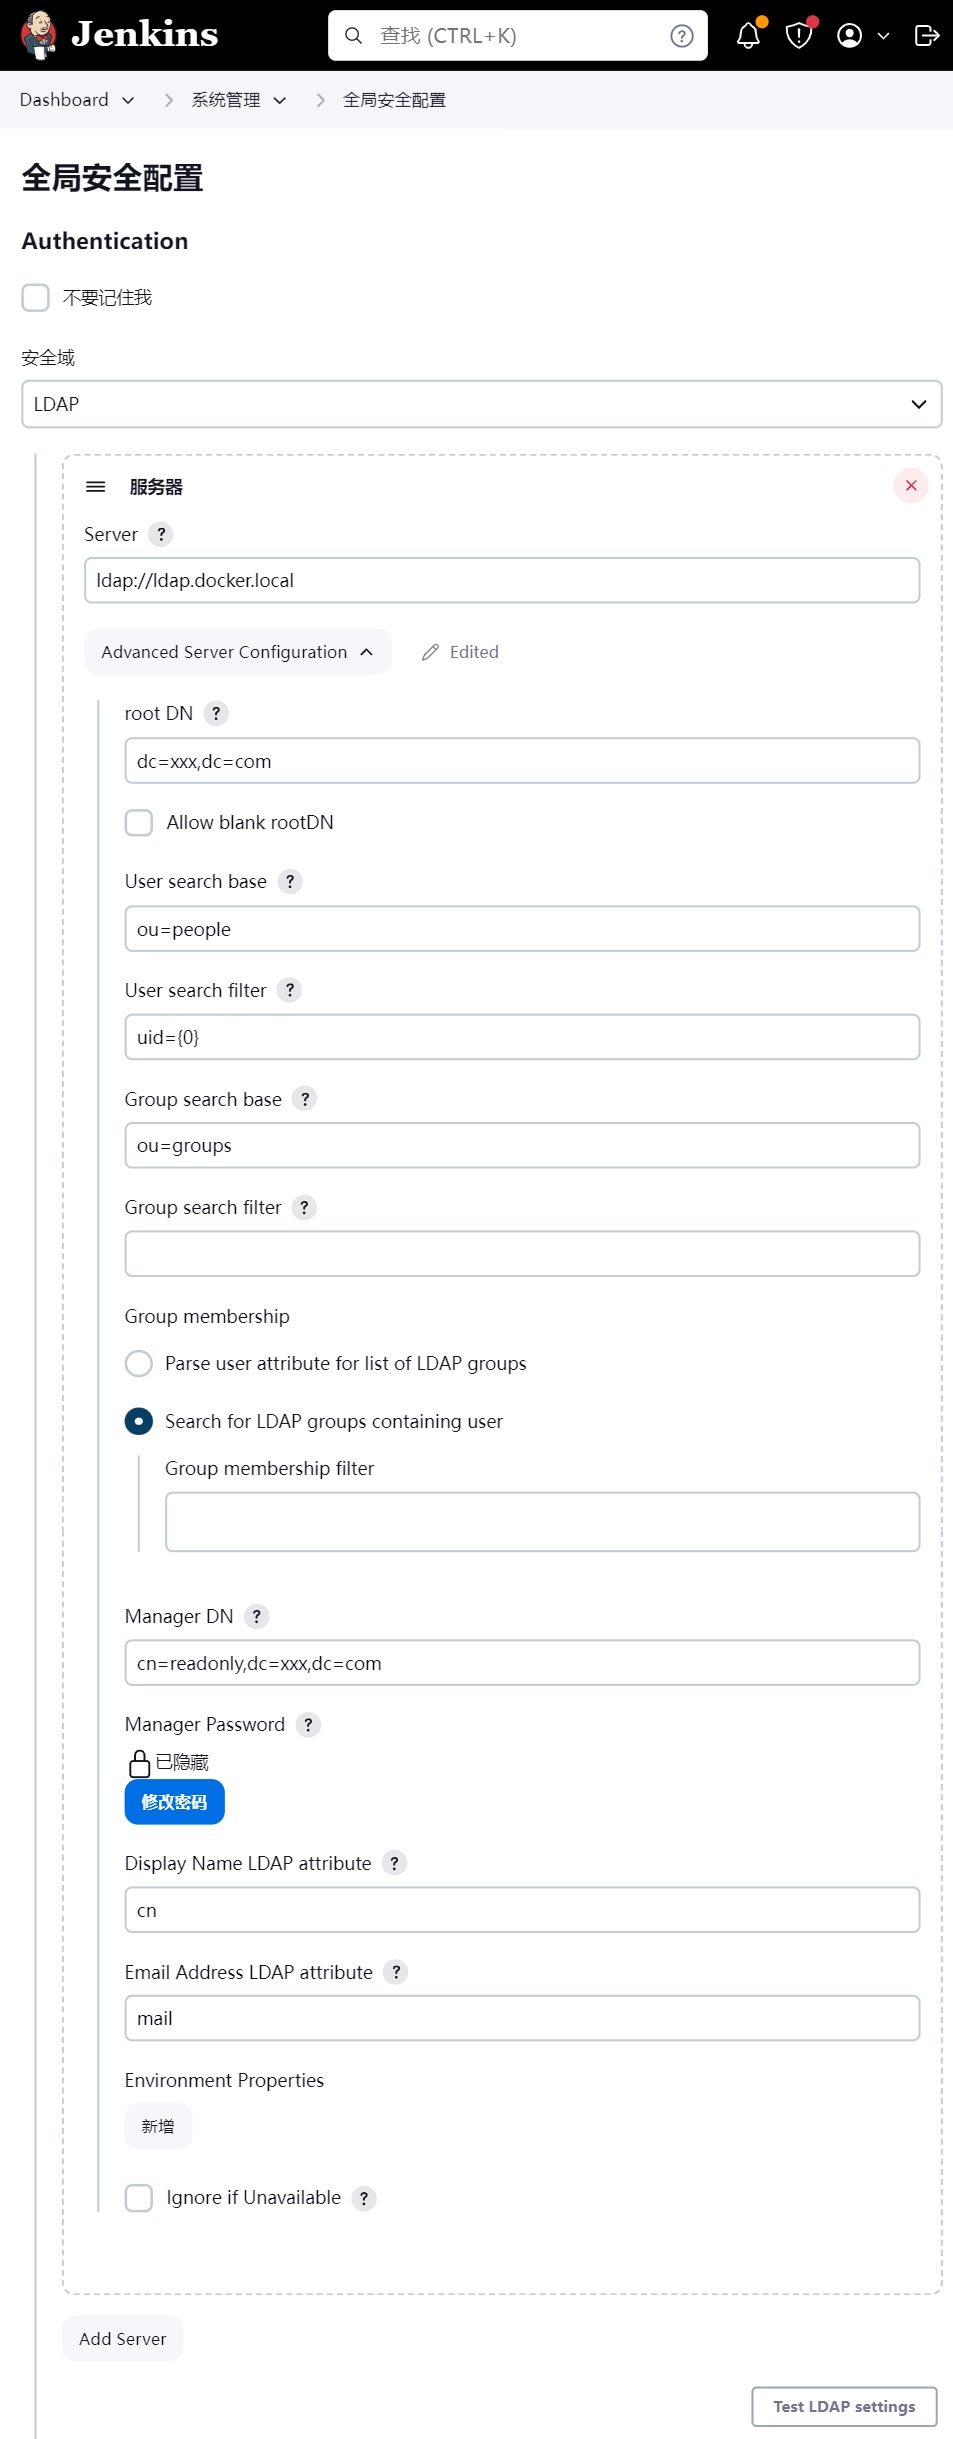 Jenkins
查找 (CTRL+K)
Dashboard 系统管理 全局安全配置
全局安全配置
Authentication
不要记住我
安全域
LDAP
服务器
Server ?
ldap://ldap.docker.local
Advanced Server Configuration Edited
root DN ?
dc=xxx,dc=com
Allow blank rootDN
User search base ?
ou=people
User search filter ?
uid={0}
Group search base ?
ou=groups
Group search filter ?
Group membership
Parse user attribute for list of LDAP groups
Search for LDAP groups containing user
Group membership filter
Manager DN ?
cn=readonly,dc=xxx,dc=com
Manager Password ?
已隐藏
修改密码
Display Name LDAP attribute ?
cn
Email Address LDAP attribute ?
mail
Environment Properties
新增
Ignore if Unavailable ?
Add Server
Test LDAP settings